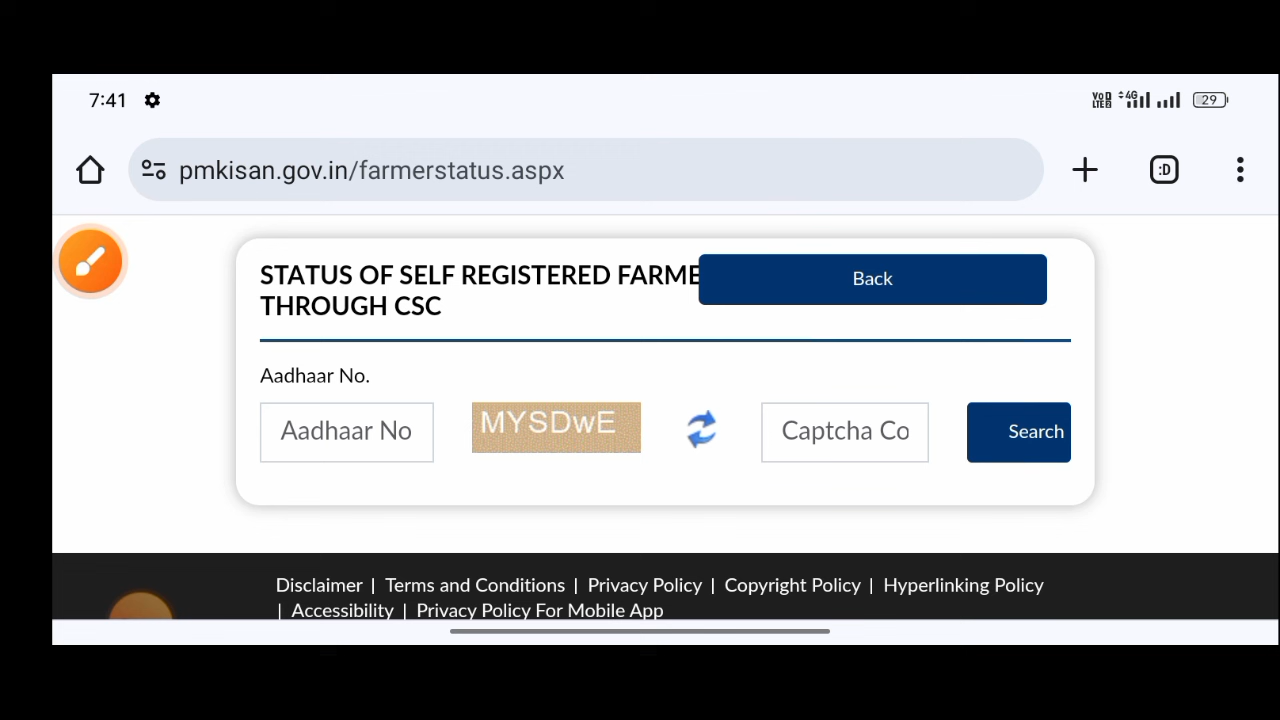 7:41
29
pmkisan.gov.in/farmerstatus.aspx
:D
STATUS OF SELF REGISTERED FARME
Back
THROUGH CSC
Aadhaar No.
Aadhaar No
MYSDwE
Captcha Co
Search
Disclaimer | Terms and Conditions | Privacy Policy | Copyright Policy | Hyperlinking Policy
| Accessibility | Privacy Policy For Mobile App